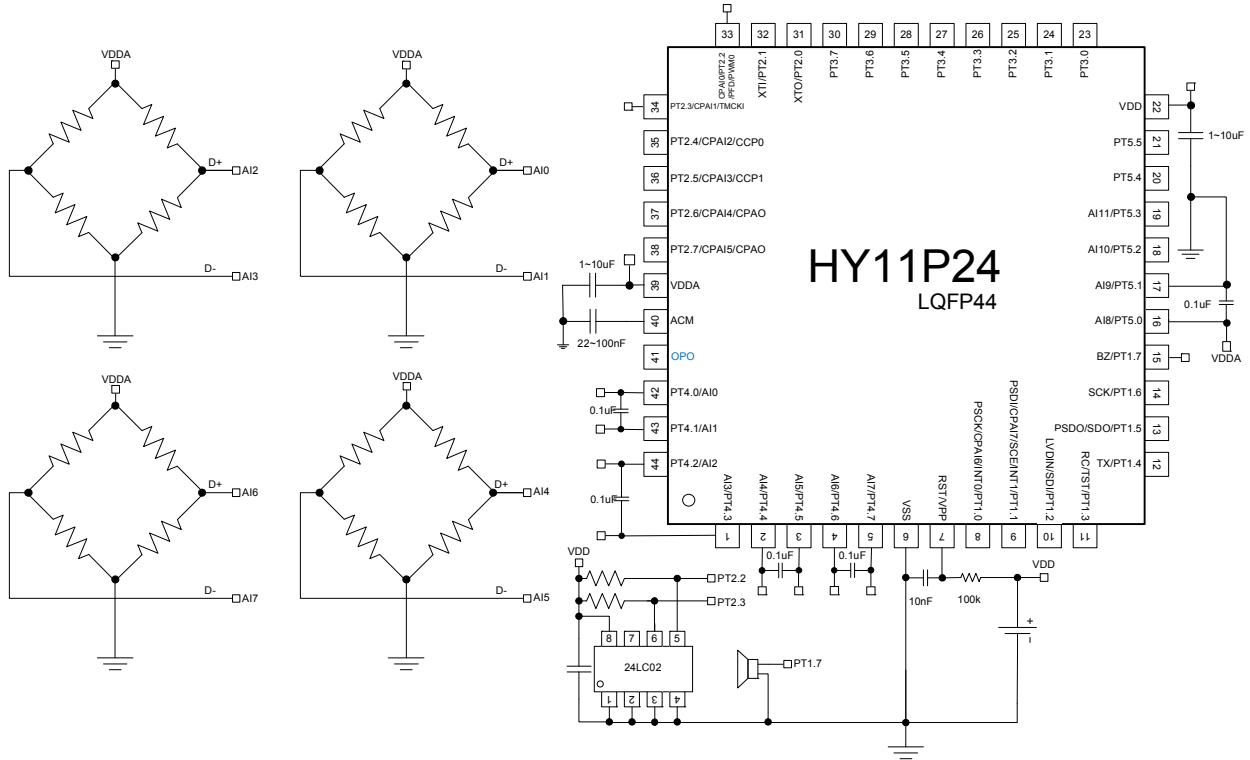 VDDA
D+
AI2
D-
AI3
VDDA
D+
AI0
D-
AI1
VDDA
D+
AI6
D-
AI7
VDDA
D+
AI4
D-
AI5
33
32
31
30
29
28
27
26
25
24
23
CPAI0/PT2.2
/PFD/PWM0
XTI/PT2.1
XTO/PT2.0
PT3.7
PT3.6
PT3.5
PT3.4
PT3.3
PT3.2
PT3.1
PT3.0
34
PT2.3/CPAI1/TMCKI
35
PT2.4/CPAI2/CCP0
36
PT2.5/CPAI3/CCP1
37
PT2.6/CPAI4/CPAO
38
PT2.7/CPAI5/CPAO
1~10uF
39
VDDA
40
ACM
22~100nF
41
OPO
42
PT4.0/AI0
0.1uF
43
PT4.1/AI1
44
PT4.2/AI2
0.1uF
HY11P24
LQFP44
VDD
22
1~10uF
PT5.5
21
PT5.4
20
AI11/PT5.3
19
AI10/PT5.2
18
AI9/PT5.1
17
0.1uF
AI8/PT5.0
16
VDDA
BZ/PT1.7
15
SCK/PT1.6
14
PSDO/SDO/PT1.5
13
TX/PT1.4
12
AI3/PT4.3
AI4/PT4.4
AI5/PT4.5
AI6/PT4.6
AI7/PT4.7
VSS
RST/VPP
PSCK/CPAI6/INT0/PT1.0
PSDI/CPAI7/SCE/INT1/PT1.1
LVDIN/SDI/PT1.2
RC/TST/PT1.3
1
2
3
4
5
6
7
8
9
10
11
0.1uF
0.1uF
10nF
100k
VDD
+
-
VDD
PT2.2
PT2.3
8
7
6
5
24LC02
1
2
3
4
PT1.7